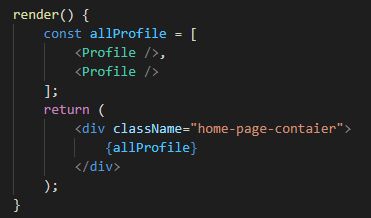 render() {
    const allProfile = [
        <Profile />,
        <Profile />
    ];
    return (
        <div className="home-page-contaier">
            {allProfile}
        </div>
    );
}